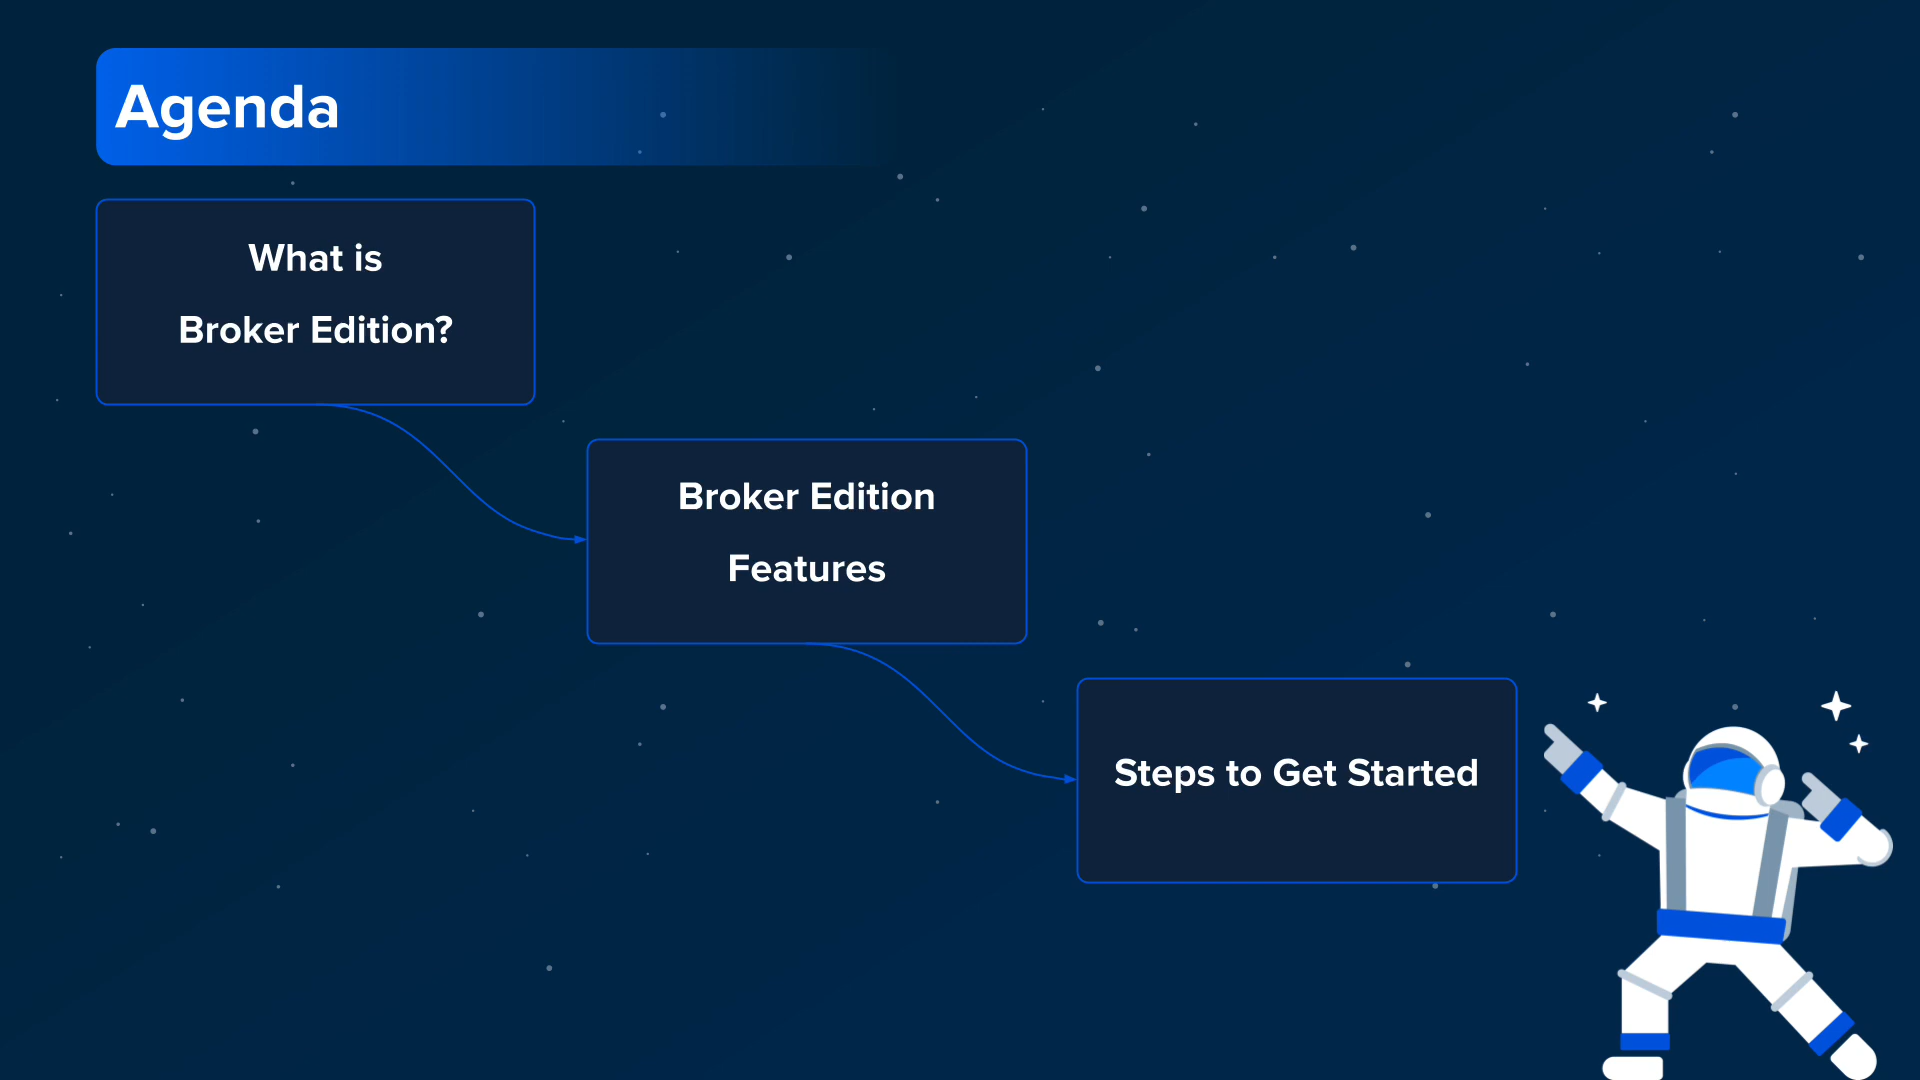 Agenda
What is
Broker Edition?
Broker Edition
Features
Steps to Get Started